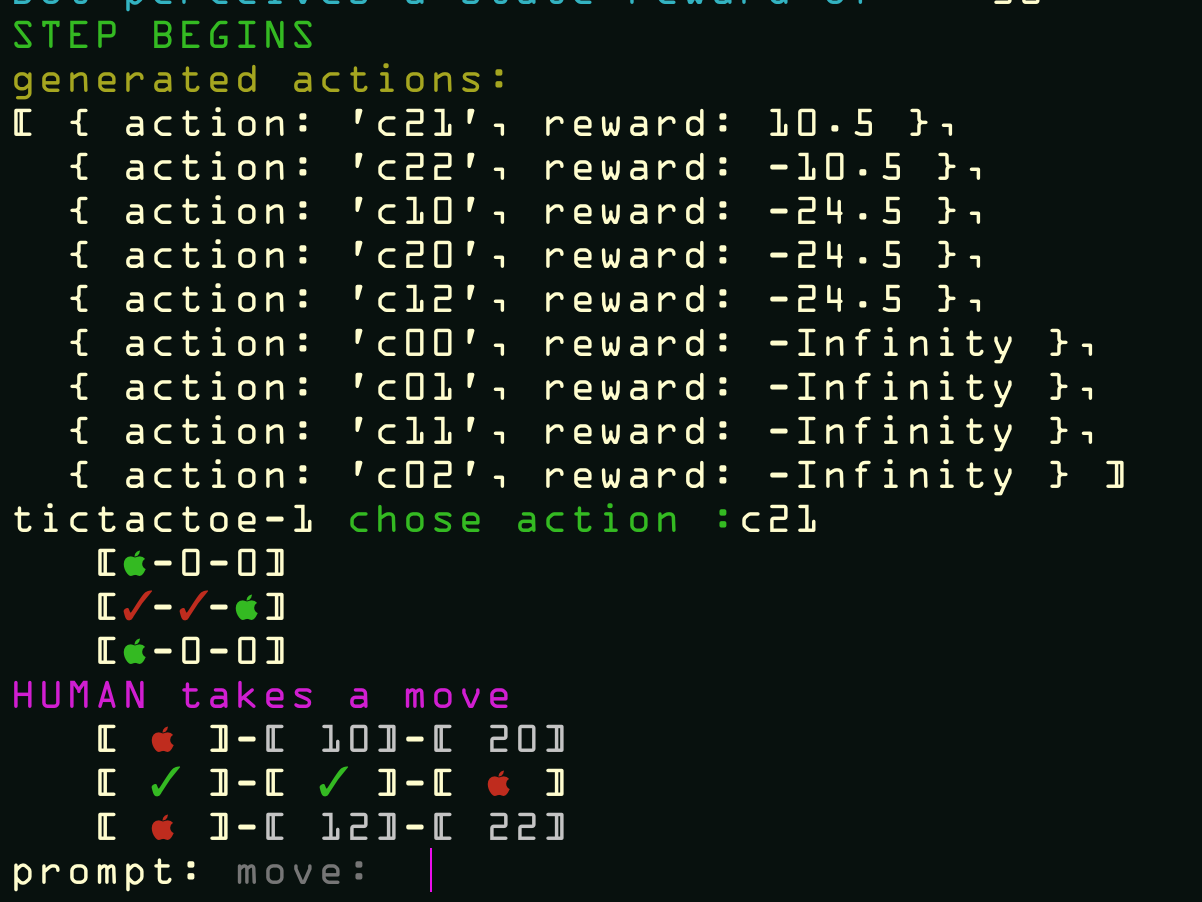 STEP BEGINS
generated actions:
[ { action: 'c21', reward: 10.5 },
{ action: 'c22', reward: -10.5 },
{ action: 'c10', reward: -24.5 },
{ action: 'c20', reward: -24.5 },
{ action: 'c12', reward: -24.5 },
{ action: 'c00', reward: -Infinity },
{ action: 'c01', reward: -Infinity },
{ action: 'c11', reward: -Infinity },
{ action: 'c02', reward: -Infinity } ]
tictactoe-1 chose action :c21
[-0-0]
[✓-✓-]
[-0-0]
HUMAN takes a move
[ ]-[ 10]-[ 20]
[ ✓ ]-[ ✓ ]-[ ]
[ ]-[ 12]-[ 22]
prompt: move: